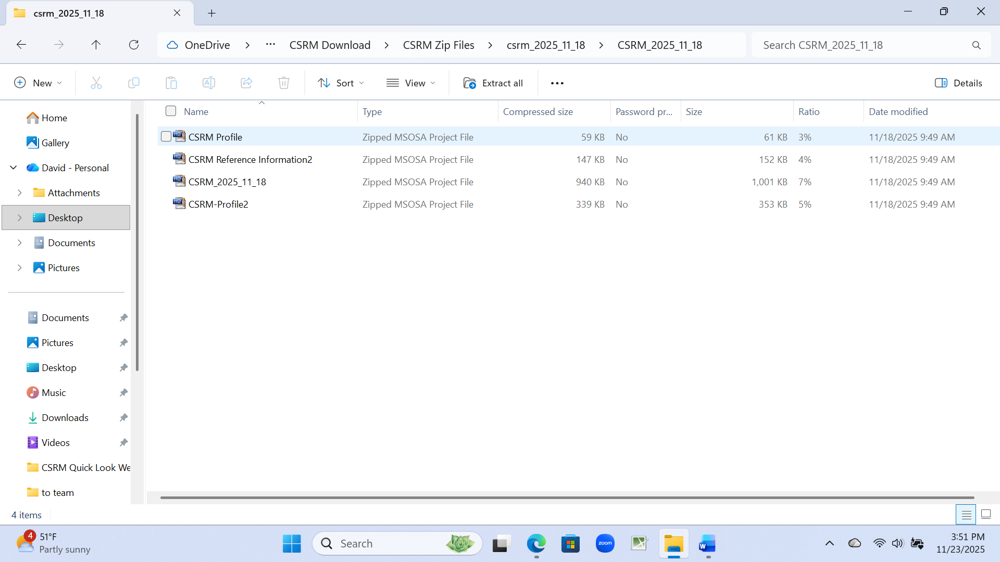 csrm_2025_11_18
OneDrive ... CSRM Download CSRM Zip Files csrm_2025_11_18 CSRM_2025_11_18
Search CSRM_2025_11_18
New Sort View Extract all ... Details
Name Type Compressed size Password pr... Size Ratio Date modified
CSRM Profile Zipped MSOSA Project File 59 KB No 61 KB 3% 11/18/2025 9:49 AM
CSRM Reference Information2 Zipped MSOSA Project File 147 KB No 152 KB 4% 11/18/2025 9:49 AM
CSRM_2025_11_18 Zipped MSOSA Project File 940 KB No 1,001 KB 7% 11/18/2025 9:49 AM
CSRM-Profile2 Zipped MSOSA Project File 339 KB No 353 KB 5% 11/18/2025 9:49 AM
Home
Gallery
David - Personal
Attachments
Desktop
Documents
Pictures
Documents
Pictures
Desktop
Music
Downloads
Videos
CSRM Quick Look We
to team
4 items
4
51°F
Partly sunny
Search
zoom
W
3:51 PM
11/23/2025